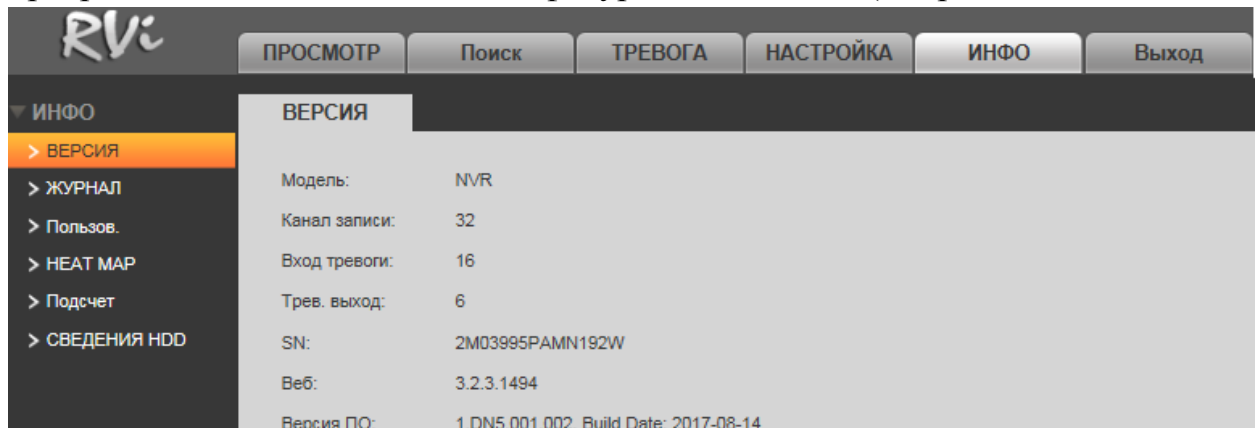 RVi
ПРОСМОТР Поиск ТРЕВОГА НАСТРОЙКА ИНФО Выход
ИНФО
> ВЕРСИЯ
> ЖУРНАЛ
> Пользов.
> HEAT MAP
> Подсчет
> СВЕДЕНИЯ HDD
ВЕРСИЯ
Модель: NVR
Канал записи: 32
Вход тревоги: 16
Трев. выход: 6
SN: 2M03995PAMN192W
Веб: 3.2.3.1494
Версия ПО: 1.DN5.001.002, Build Date: 2017-08-14